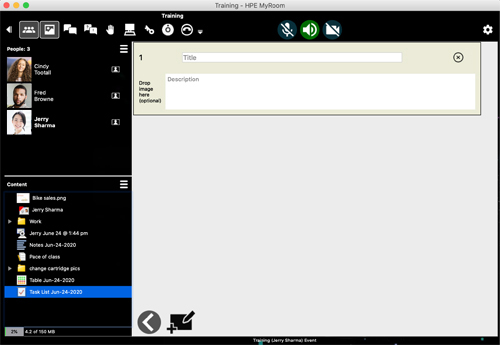 Training - HPE MyRoom
Training
People: 3
Cindy
Tootall
Fred
Browne
Jerry
Sharma
1
Title
Drop
image
here
(optional)
Description
Content
Bike sales.png
Jerry Sharma
Work
Jerry June 24 @ 1:44 pm
Notes Jun-24-2020
Pace of class
change cartridge pics
Table Jun-24-2020
Task List Jun-24-2020
2%
4.2 of 150 MB
Training (Jerry Sharma) Event